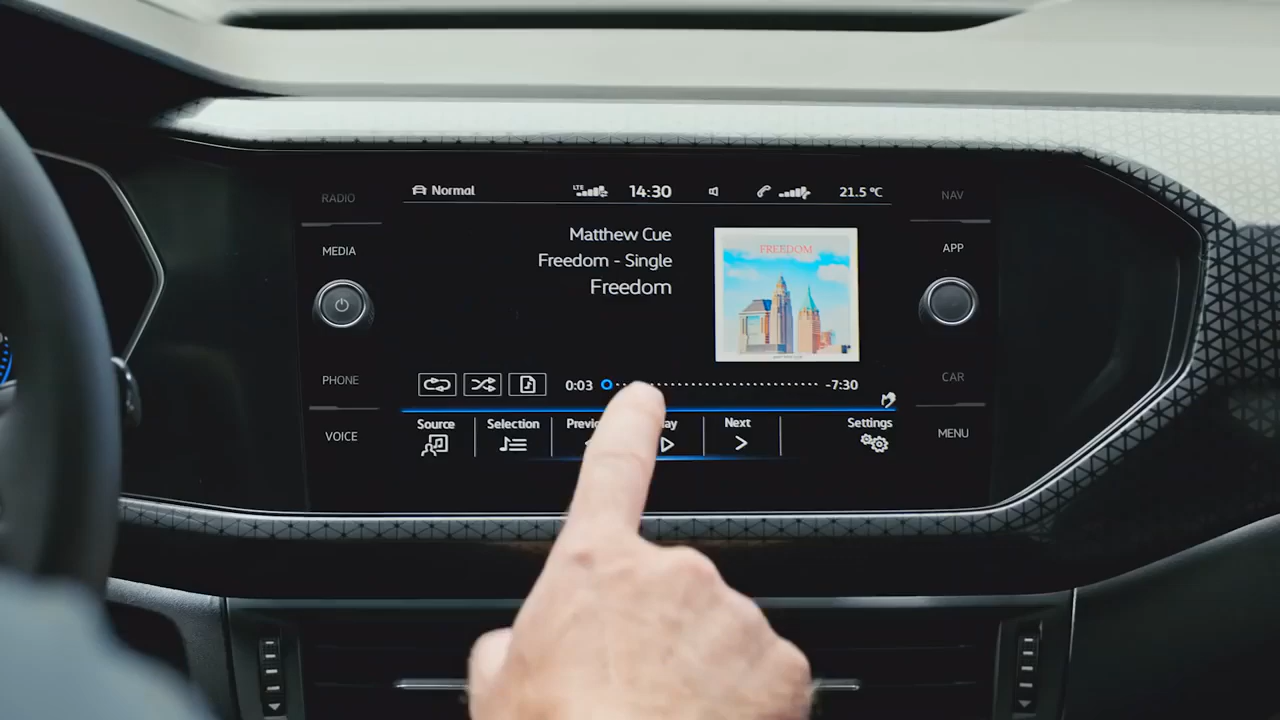 RADIO
MEDIA
PHONE
VOICE
Normal
LTE
14:30
21.5 °C
Matthew Cue
Freedom - Single
Freedom
FREEDOM
0:03
-7:30
Source
Selection
Next
Settings
NAV
APP
CAR
MENU